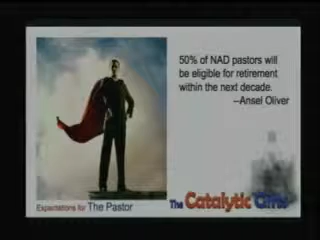 50% of NAD pastors will
be eligible for retirement
within the next decade.
--Ansel Oliver
Expectations for The Pastor
The Catalytic Gifts